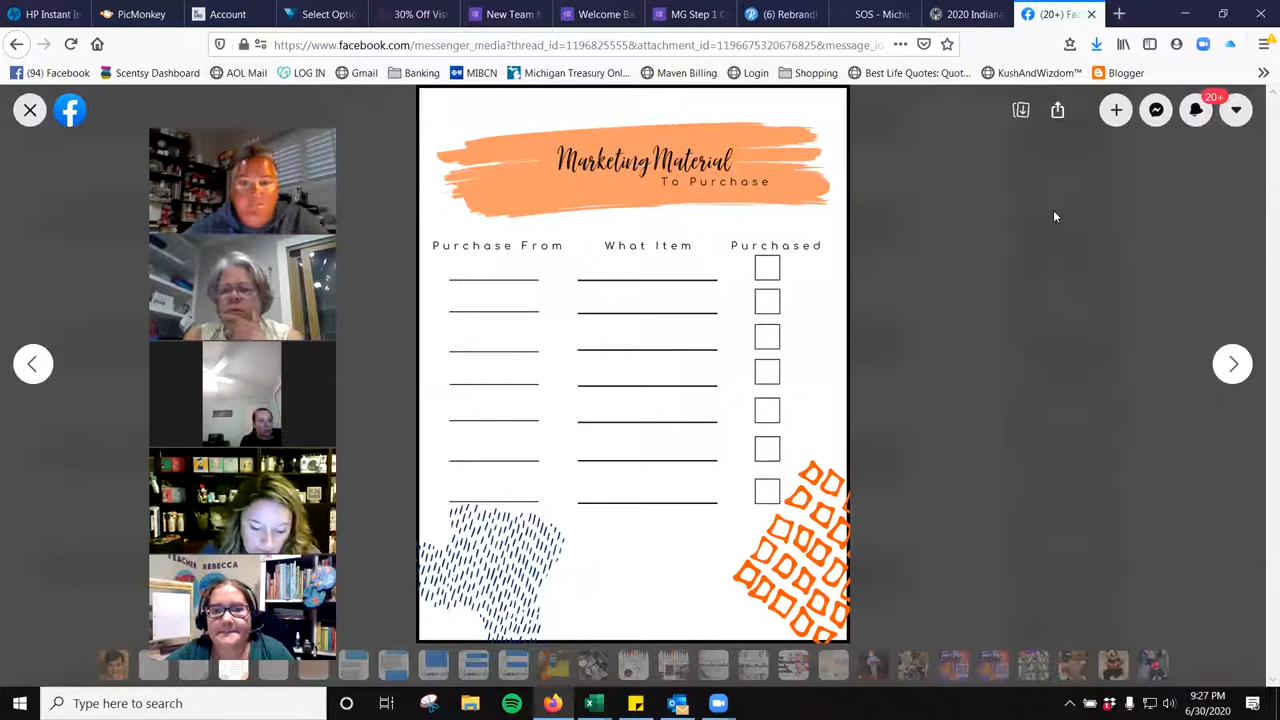 HP Instant In
PicMonkey
Account
Select Optic
30% Off Vis
New Team M
Welcome Ba
MG Step 1 C
(6) Rebrand
SOS - Michig
2020 Indiana
(20+) Fac
https://www.facebook.com/messenger_media?thread_id=1196825555&attachment_id=1196675320676825&message_id
(94) Facebook
Scentsy Dashboard
AOL Mail
LOG IN
Gmail
Banking
MIBCN
Michigan Treasury Onl...
Maven Billing
Login
Shopping
Best Life Quotes: Quot...
KushAndWizdom™
Blogger
20+
Marketing Material
To Purchase
Purchase From What Item Purchased
TEACHER REBECCA
Type here to search
9:27 PM
6/30/2020